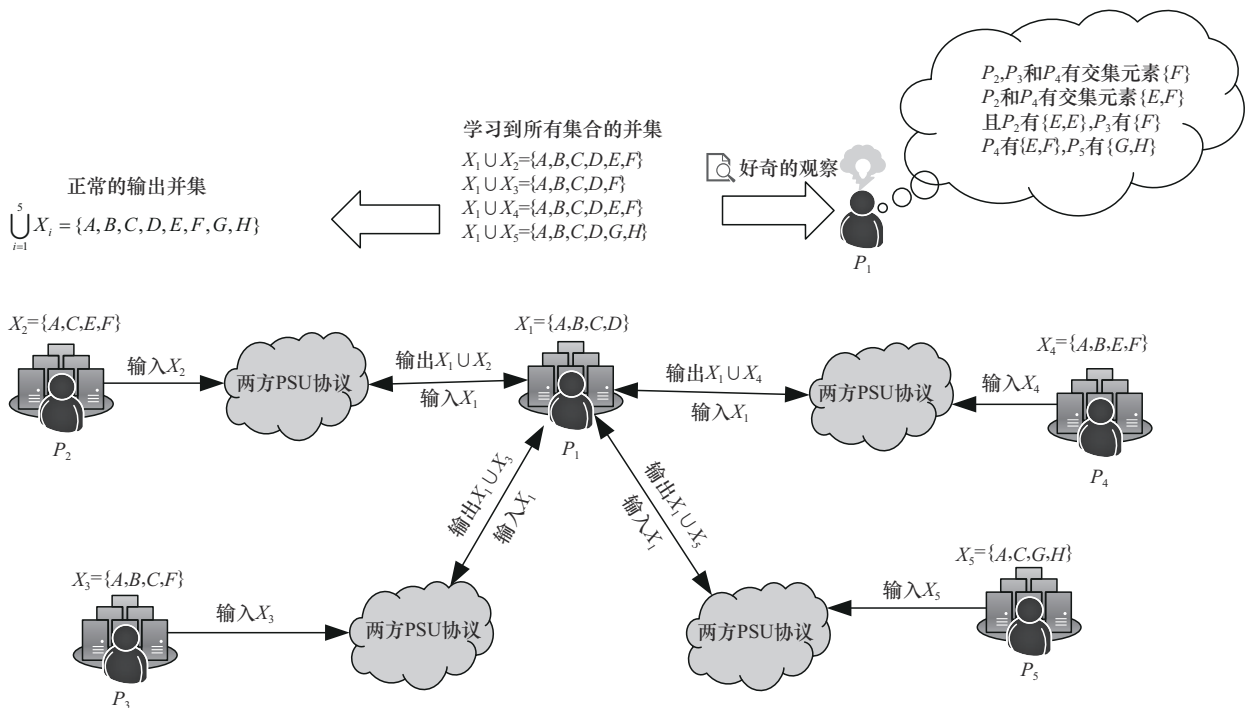 P₂,P₃和P₄有交集元素{F}
P₂和P₄有交集元素{E,F}
且P₂有{E,E},P₃有{F}
P₄有{E,F},P₅有{G,H}
学习到所有集合的并集
X₁∪X₂={A,B,C,D,E,F}
X₁∪X₃={A,B,C,D,F}
X₁∪X₄={A,B,C,D,E,F}
X₁∪X₅={A,B,C,D,G,H}
好奇的观察
P₁
正常的输出并集
5
⋃ Xᵢ = {A,B,C,D,E,F,G,H}
i=1
X₂={A,C,E,F}
输入X₂
P₂
两方PSU协议
输出X₁∪X₂
输入X₁
X₁={A,B,C,D}
P₁
输出X₁∪X₄
输入X₁
两方PSU协议
X₄={A,B,E,F}
输入X₄
P₄
输出X₁∪X₃
输入X₁
输出X₁∪X₅
输入X₁
X₃={A,B,C,F}
输入X₃
P₃
两方PSU协议
两方PSU协议
X₅={A,C,G,H}
输入X₅
P₅